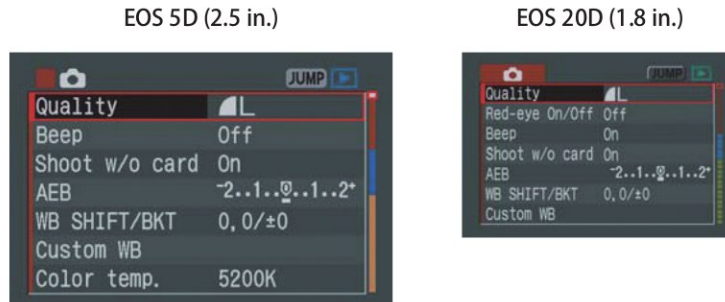 EOS 5D (2.5 in.)
JUMP
Quality L
Beep Off
Shoot w/o card On
AEB ⁻2..1..0..1..2⁺
WB SHIFT/BKT 0,0/±0
Custom WB
Color temp. 5200K
EOS 20D (1.8 in.)
JUMP
Quality L
Red-eye On/Off Off
Beep On
Shoot w/o card On
AEB ⁻2..1..0..1..2⁺
WB SHIFT/BKT 0,0/±0
Custom WB